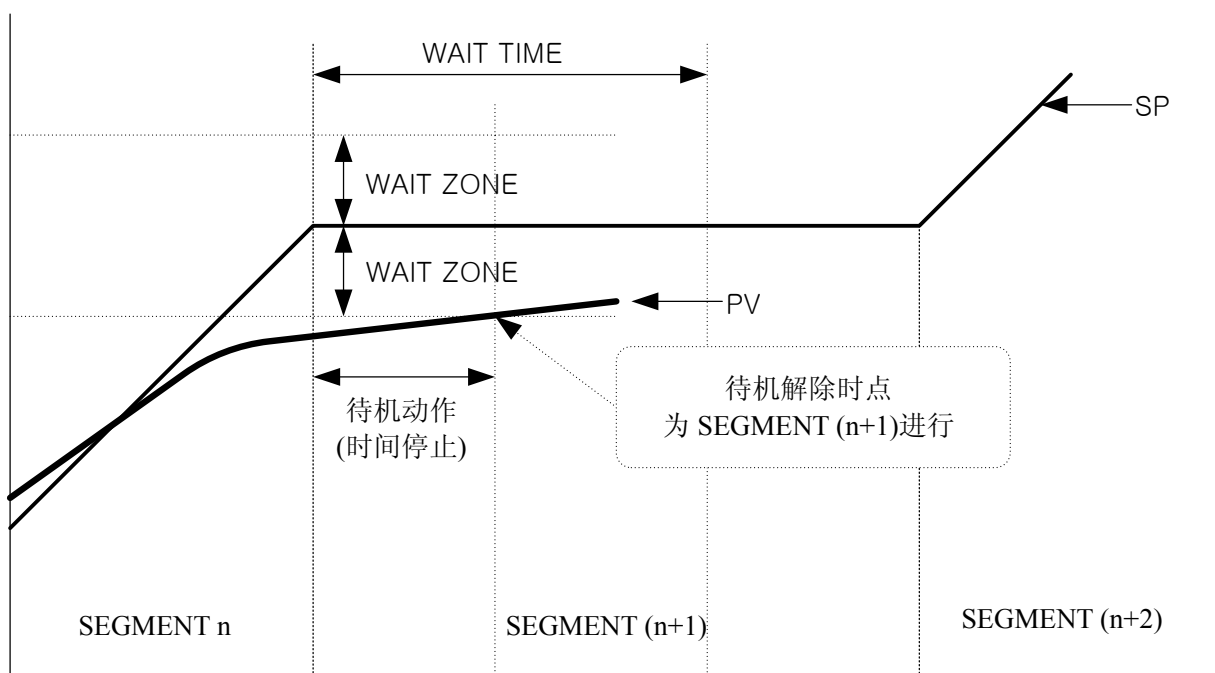 WAIT TIME
SP
WAIT ZONE
WAIT ZONE
PV
待机动作
(时间停止)
待机解除时点
为 SEGMENT (n+1)进行
SEGMENT n
SEGMENT (n+1)
SEGMENT (n+2)